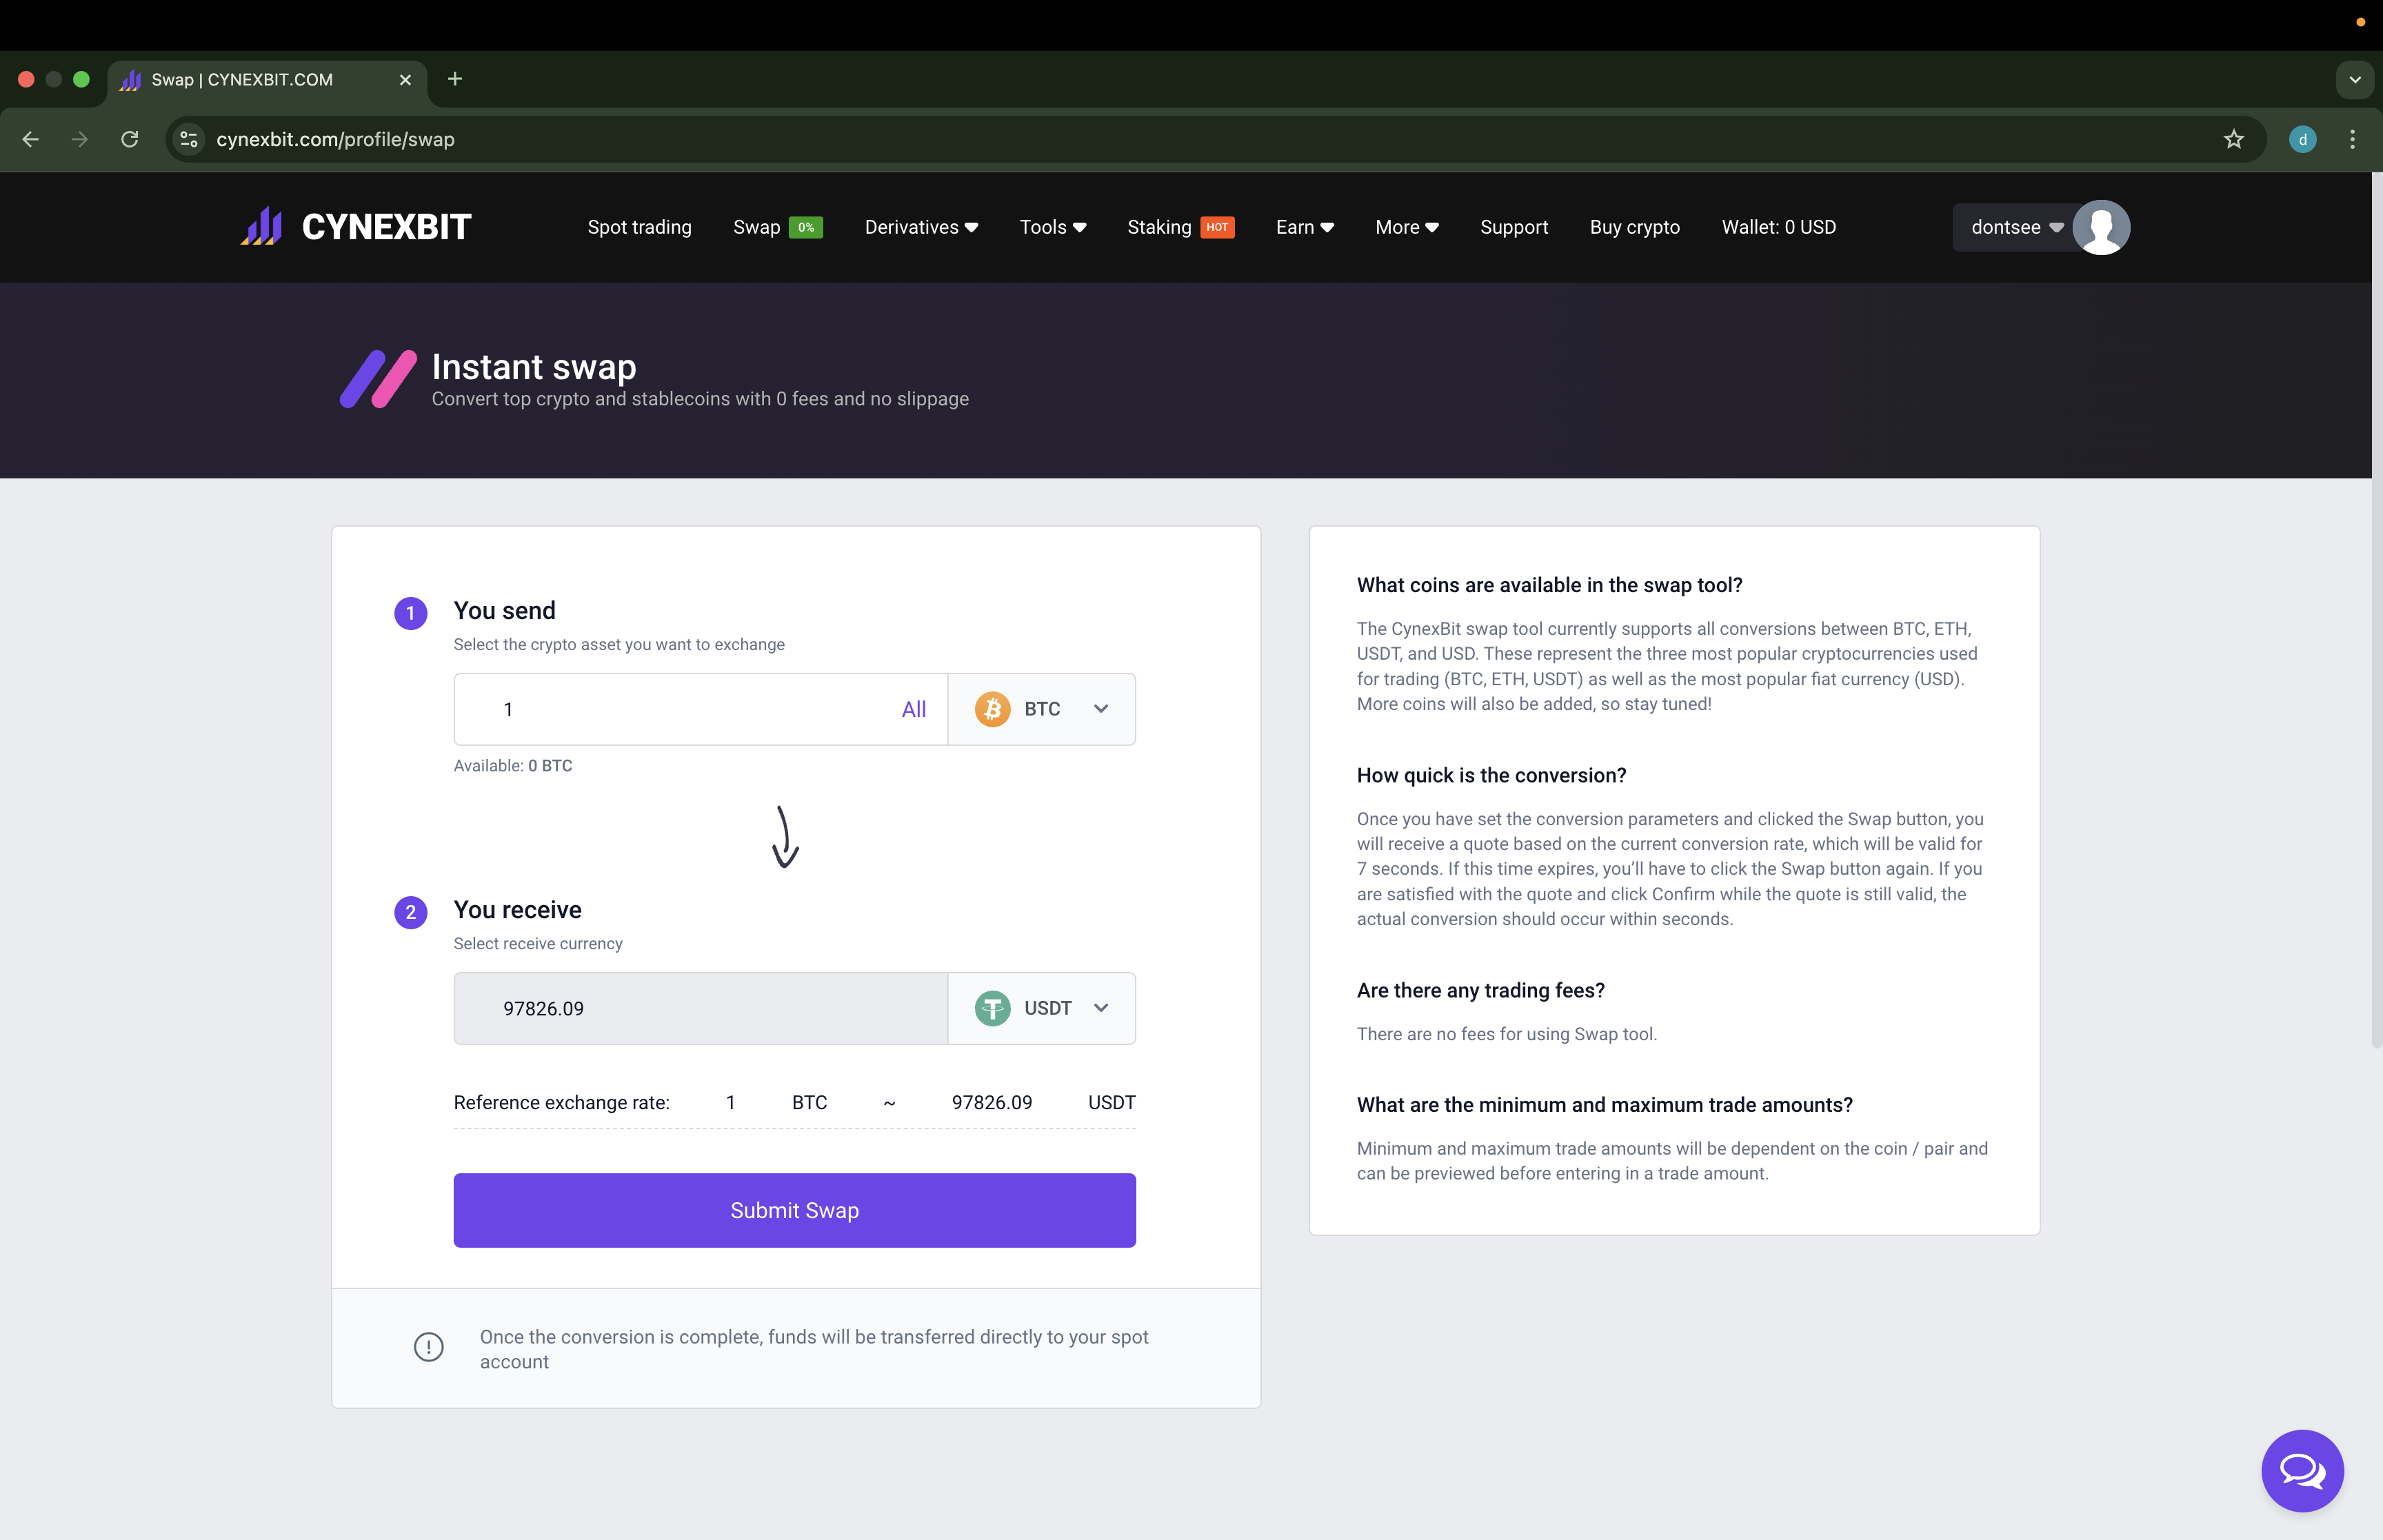 Swap | CYNEXBIT.COM
cynexbit.com/profile/swap
d
CYNEXBIT
Spot trading
Swap 0%
Derivatives
Tools
Staking HOT
Earn
More
Support
Buy crypto
Wallet: 0 USD
dontsee
Instant swap
Convert top crypto and stablecoins with 0 fees and no slippage
1 You send
Select the crypto asset you want to exchange
1 All BTC
Available: 0 BTC
2 You receive
Select receive currency
97826.09 USDT
Reference exchange rate: 1 BTC ~ 97826.09 USDT
Submit Swap
Once the conversion is complete, funds will be transferred directly to your spot
account
What coins are available in the swap tool?
The CynexBit swap tool currently supports all conversions between BTC, ETH,
USDT, and USD. These represent the three most popular cryptocurrencies used
for trading (BTC, ETH, USDT) as well as the most popular fiat currency (USD).
More coins will also be added, so stay tuned!
How quick is the conversion?
Once you have set the conversion parameters and clicked the Swap button, you
will receive a quote based on the current conversion rate, which will be valid for
7 seconds. If this time expires, you’ll have to click the Swap button again. If you
are satisfied with the quote and click Confirm while the quote is still valid, the
actual conversion should occur within seconds.
Are there any trading fees?
There are no fees for using Swap tool.
What are the minimum and maximum trade amounts?
Minimum and maximum trade amounts will be dependent on the coin / pair and
can be previewed before entering in a trade amount.